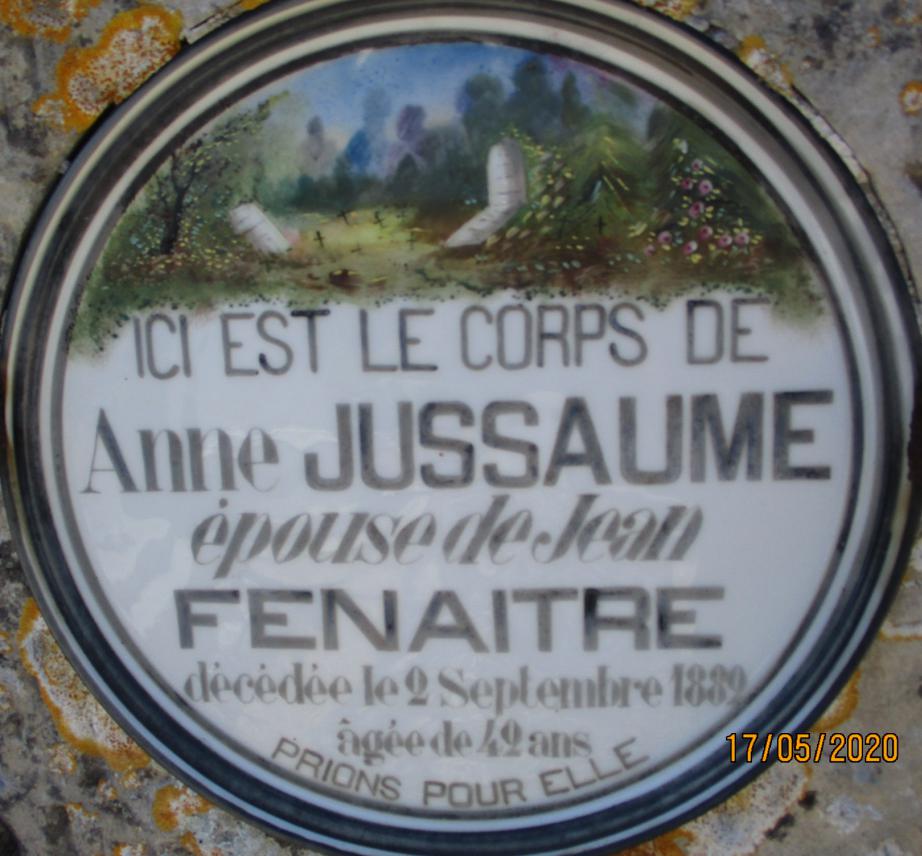 ICI EST LE CORPS DE
Anne JUSSAUME
épouse de Jean
FENAITRE
décédée le 2 Septembre 1882
âgée de 42 ans
PRIONS POUR ELLE
17/05/2020